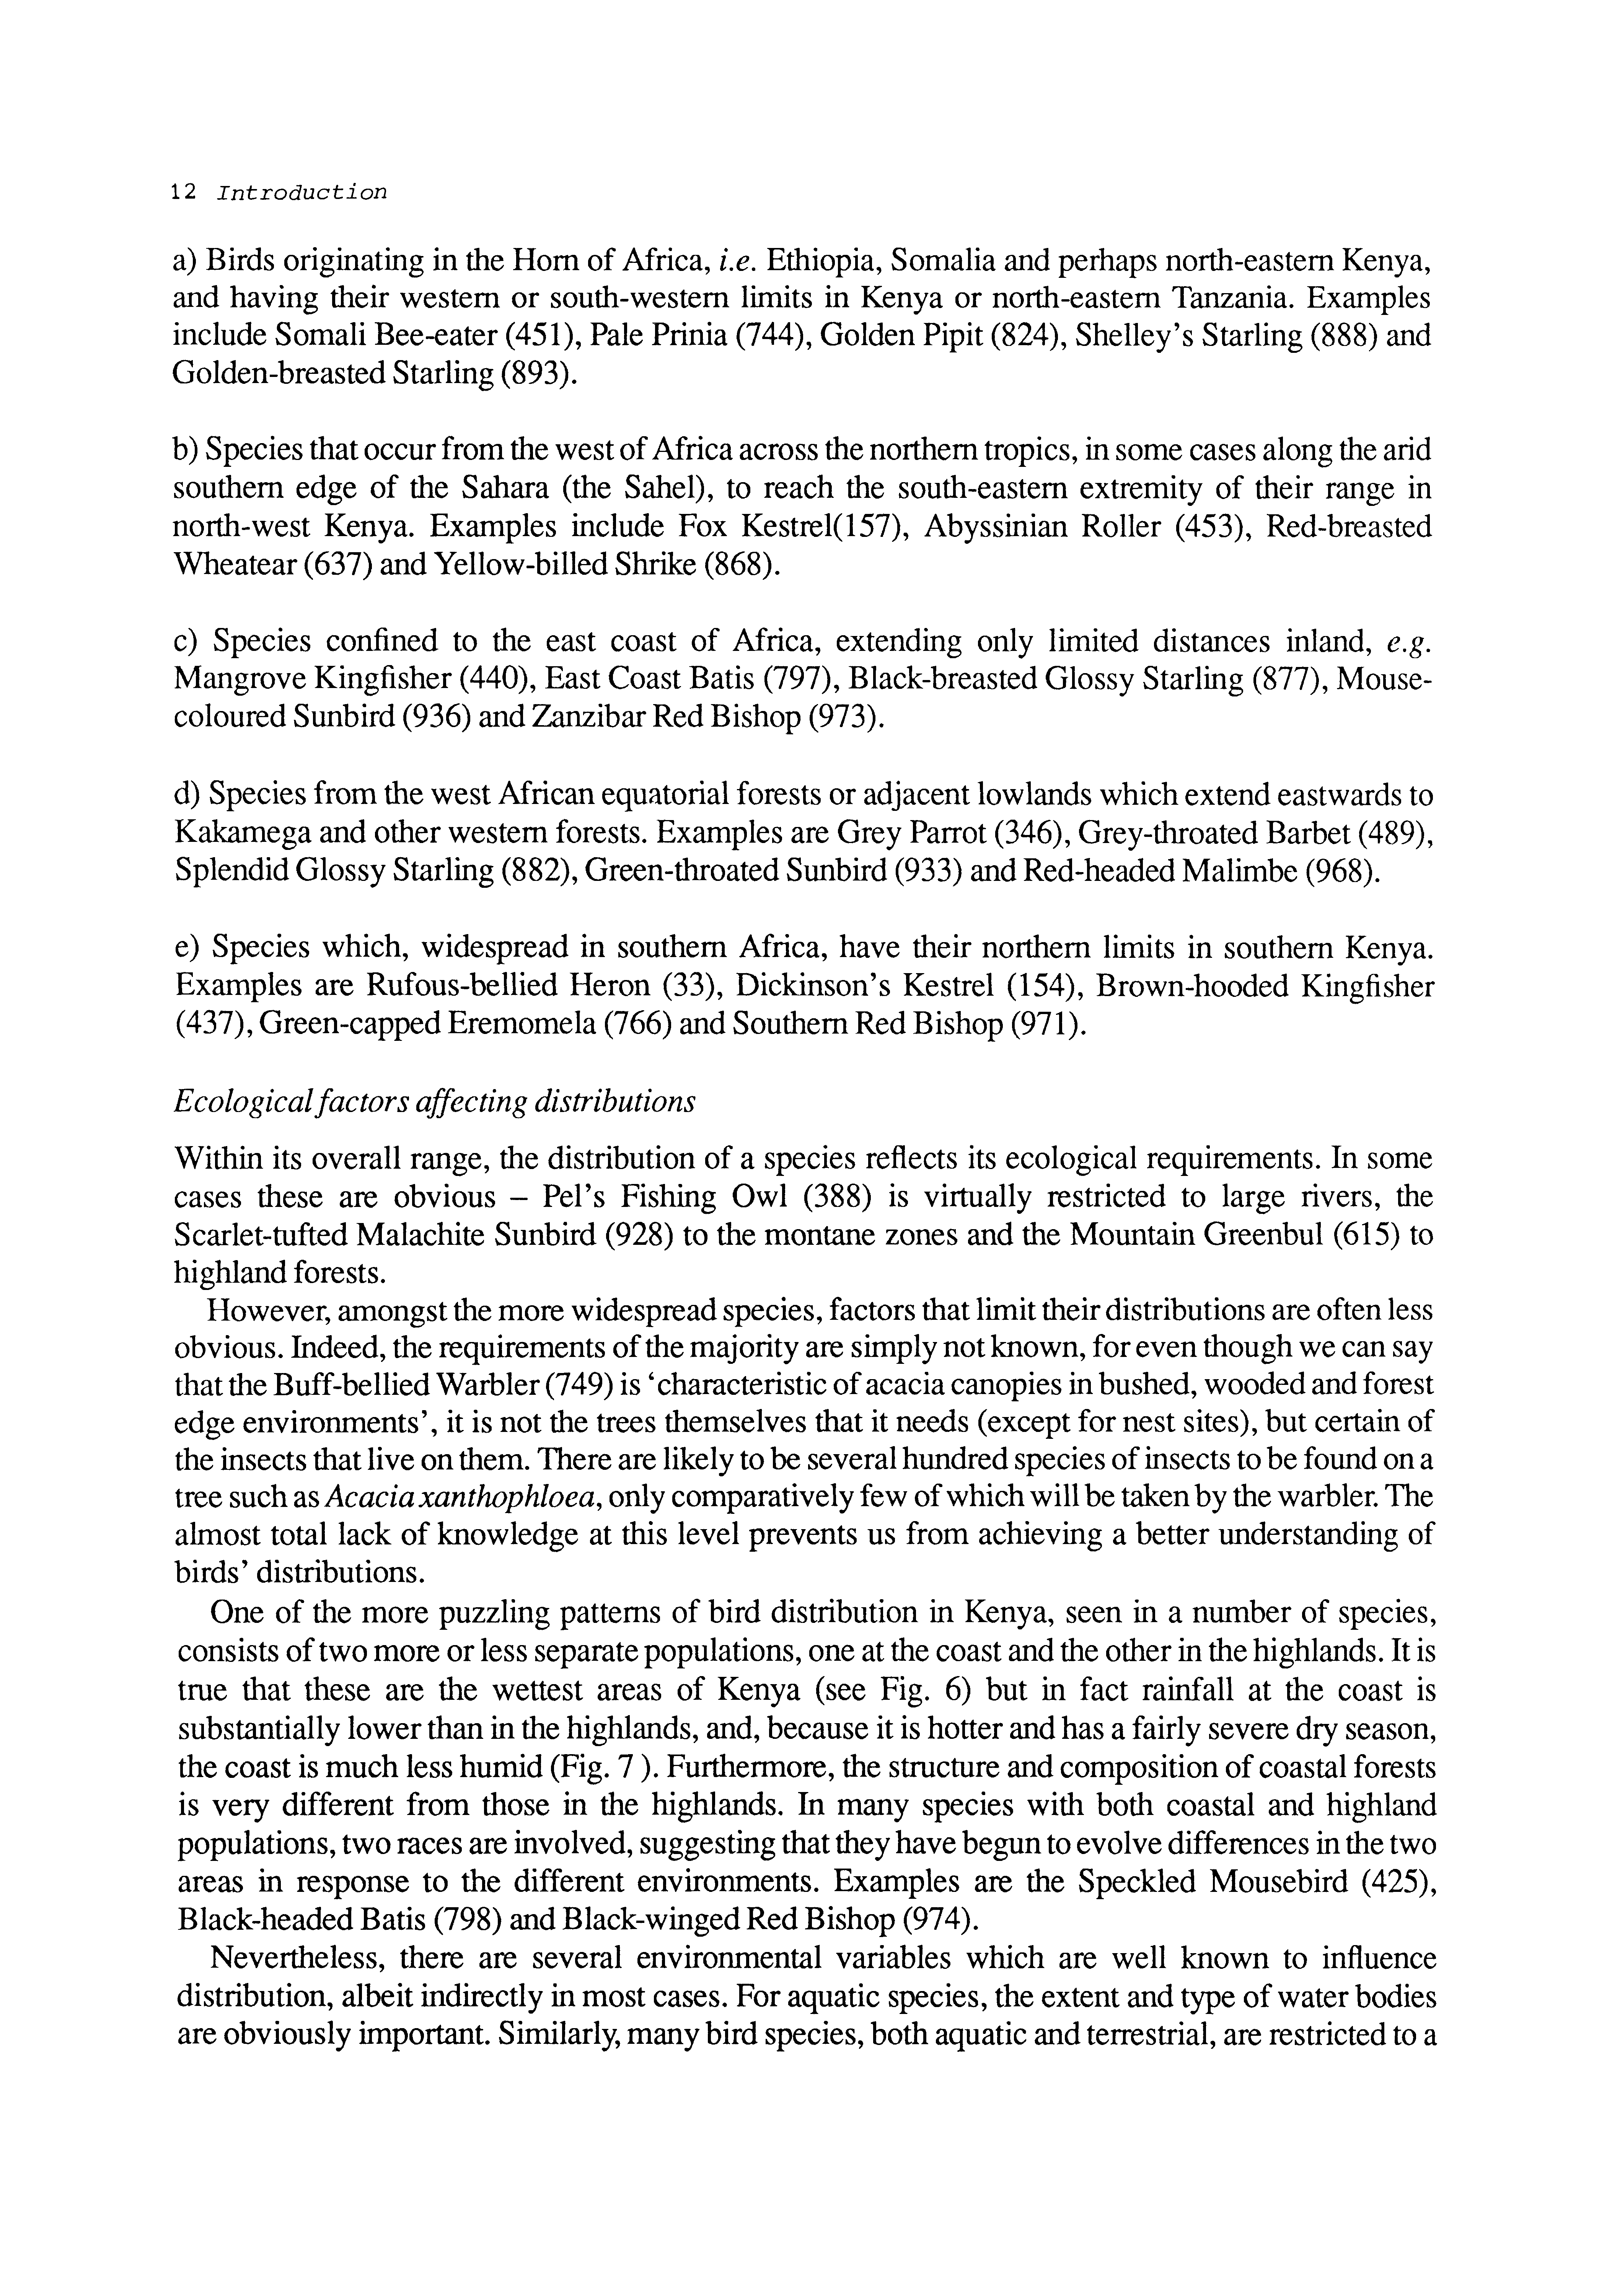 12 Introduction
a) Birds originating in the Horn of Africa, i.e. Ethiopia, Somalia and perhaps north-eastern Kenya,
and having their western or south-western limits in Kenya or north-eastern Tanzania. Examples
include Somali Bee-eater (451), Pale Prinia (744), Golden Pipit (824), Shelley's Starling (888) and
Golden-breasted Starling (893).
b) Species that occur from the west of Africa across the northern tropics, in some cases along the arid
southern edge of the Sahara (the Sahel), to reach the south-eastern extremity of their range in
north-west Kenya. Examples include Fox Kestrel(157), Abyssinian Roller (453), Red-breasted
Wheatear (637) and Yellow-billed Shrike (868).
c) Species confined to the east coast of Africa, extending only limited distances inland, e.g.
Mangrove Kingfisher (440), East Coast Batis (797), Black-breasted Glossy Starling (877), Mouse-
coloured Sunbird (936) and Zanzibar Red Bishop (973).
d) Species from the west African equatorial forests or adjacent lowlands which extend eastwards to
Kakamega and other western forests. Examples are Grey Parrot (346), Grey-throated Barbet (489),
Splendid Glossy Starling (882), Green-throated Sunbird (933) and Red-headed Malimbe (968).
e) Species which, widespread in southern Africa, have their northern limits in southern Kenya.
Examples are Rufous-bellied Heron (33), Dickinson's Kestrel (154), Brown-hooded Kingfisher
(437), Green-capped Eremomela (766) and Southern Red Bishop (971).
Ecological factors affecting distributions
Within its overall range, the distribution of a species reflects its ecological requirements. In some
cases these are obvious – Pel's Fishing Owl (388) is virtually restricted to large rivers, the
Scarlet-tufted Malachite Sunbird (928) to the montane zones and the Mountain Greenbul (615) to
highland forests.
However, amongst the more widespread species, factors that limit their distributions are often less
obvious. Indeed, the requirements of the majority are simply not known, for even though we can say
that the Buff-bellied Warbler (749) is 'characteristic of acacia canopies in bushed, wooded and forest
edge environments', it is not the trees themselves that it needs (except for nest sites), but certain of
the insects that live on them. There are likely to be several hundred species of insects to be found on a
tree such as Acacia xanthophloea, only comparatively few of which will be taken by the warbler. The
almost total lack of knowledge at this level prevents us from achieving a better understanding of
birds' distributions.
One of the more puzzling patterns of bird distribution in Kenya, seen in a number of species,
consists of two more or less separate populations, one at the coast and the other in the highlands. It is
true that these are the wettest areas of Kenya (see Fig. 6) but in fact rainfall at the coast is
substantially lower than in the highlands, and, because it is hotter and has a fairly severe dry season,
the coast is much less humid (Fig. 7 ). Furthermore, the structure and composition of coastal forests
is very different from those in the highlands. In many species with both coastal and highland
populations, two races are involved, suggesting that they have begun to evolve differences in the two
areas in response to the different environments. Examples are the Speckled Mousebird (425),
Black-headed Batis (798) and Black-winged Red Bishop (974).
Nevertheless, there are several environmental variables which are well known to influence
distribution, albeit indirectly in most cases. For aquatic species, the extent and type of water bodies
are obviously important. Similarly, many bird species, both aquatic and terrestrial, are restricted to a